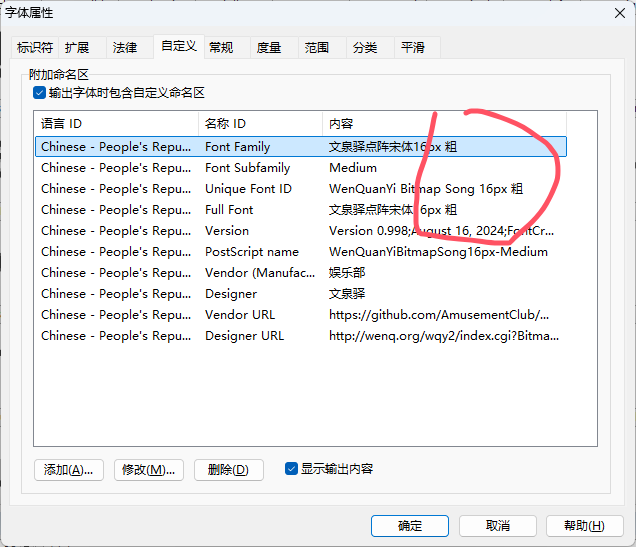 字体属性
标识符 扩展 法律 自定义 常规 度量 范围 分类 平滑
附加命名区
输出字体时包含自定义命名区
语言 ID 名称 ID 内容
Chinese - People's Repu... Font Family 文泉驿点阵宋体16px 粗
Chinese - People's Repu... Font Subfamily Medium
Chinese - People's Repu... Unique Font ID WenQuanYi Bitmap Song 16px 粗
Chinese - People's Repu... Full Font 文泉驿点阵宋体16px 粗
Chinese - People's Repu... Version Version 0.998;August 16, 2024;FontCr...
Chinese - People's Repu... PostScript name WenQuanYiBitmapSong16px-Medium
Chinese - People's Repu... Vendor (Manufac... 娱乐部
Chinese - People's Repu... Designer 文泉驿
Chinese - People's Repu... Vendor URL https://github.com/AmusementClub/...
Chinese - People's Repu... Designer URL http://wenq.org/wqy2/index.cgi?Bitma...
添加(A)... 修改(M)... 删除(D) 显示输出内容
确定 取消 帮助(H)